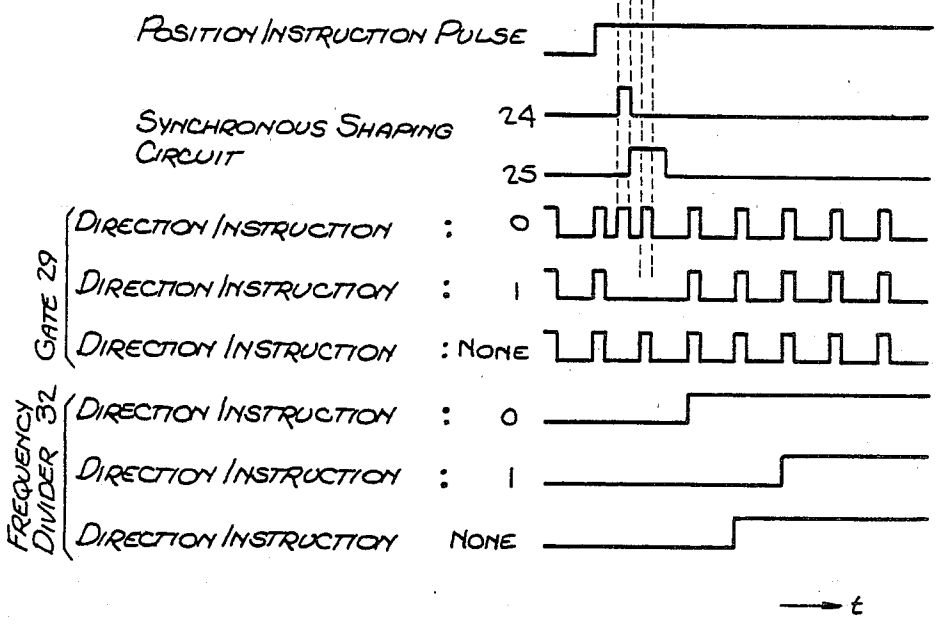 POSITION INSTRUCTION PULSE
SYNCHRONOUS SHAPING
CIRCUIT
24
25
GATE 29
DIRECTION INSTRUCTION : 0
DIRECTION INSTRUCTION : 1
DIRECTION INSTRUCTION : NONE
FREQUENCY
DIVIDER 32
DIRECTION INSTRUCTION : 0
DIRECTION INSTRUCTION : 1
DIRECTION INSTRUCTION NONE
t